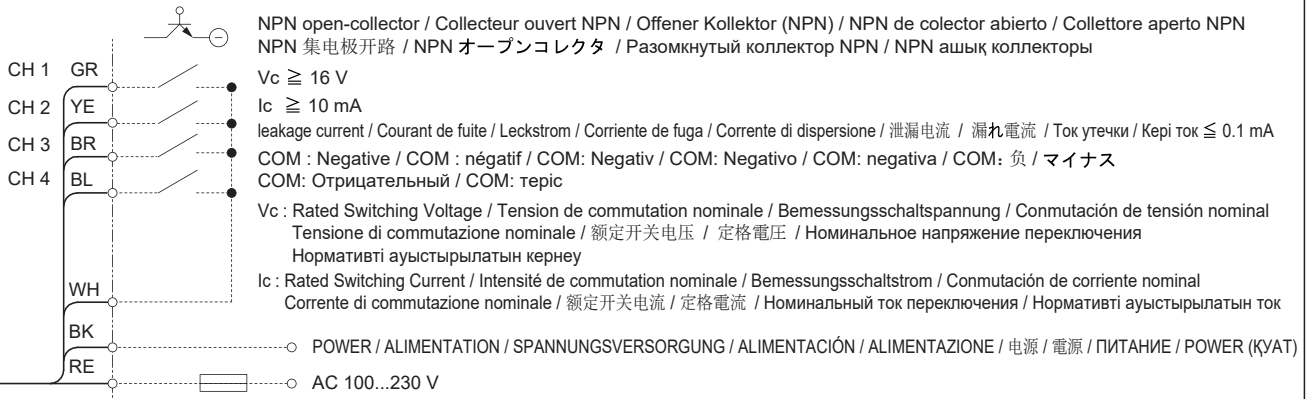 NPN open-collector / Collecteur ouvert NPN / Offener Kollektor (NPN) / NPN de colector abierto / Collettore aperto NPN
NPN 集电极开路 / NPN オープンコレクタ / Разомкнутый коллектор NPN / NPN ашық коллекторы
CH 1 GR
Vc ≧ 16 V
CH 2 YE
Ic ≧ 10 mA
leakage current / Courant de fuite / Leckstrom / Corriente de fuga / Corrente di dispersione / 泄漏电流 / 漏れ電流 / Ток утечки / Кері ток ≦ 0.1 mA
CH 3 BR
COM : Negative / COM : négatif / COM: Negativ / COM: Negativo / COM: negativa / COM: 负 / マイナス
COM: Отрицательный / COM: теріс
CH 4 BL
Vc : Rated Switching Voltage / Tension de commutation nominale / Bemessungsschaltspannung / Conmutación de tensión nominal
Tensione di commutazione nominale / 额定开关电压 / 定格電圧 / Номинальное напряжение переключения
Нормативті ауыстырылатын кернеу
Ic : Rated Switching Current / Intensité de commutation nominale / Bemessungsschaltstrom / Conmutación de corriente nominal
Corrente di commutazione nominale / 额定开关电流 / 定格電流 / Номинальный ток переключения / Нормативті ауыстырылатын ток
WH
BK
POWER / ALIMENTATION / SPANNUNGSVERSORGUNG / ALIMENTACIÓN / ALIMENTAZIONE / 电源 / 電源 / ПИТАНИЕ / POWER (ҚУАТ)
RE
AC 100...230 V